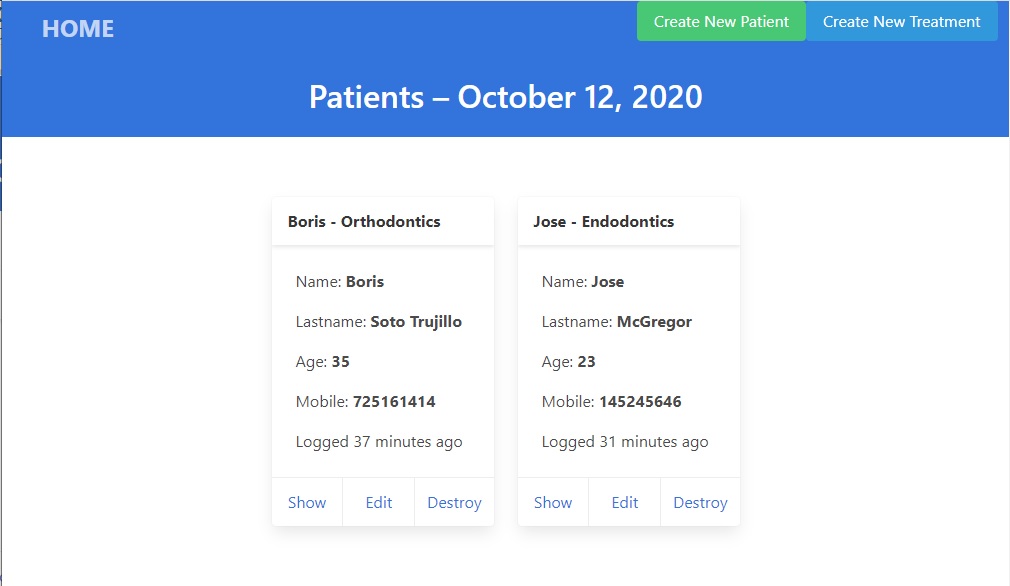 HOME
Create New Patient
Create New Treatment
Patients – October 12, 2020
Boris - Orthodontics
Name: Boris
Lastname: Soto Trujillo
Age: 35
Mobile: 725161414
Logged 37 minutes ago
Show
Edit
Destroy
Jose - Endodontics
Name: Jose
Lastname: McGregor
Age: 23
Mobile: 145245646
Logged 31 minutes ago
Show
Edit
Destroy